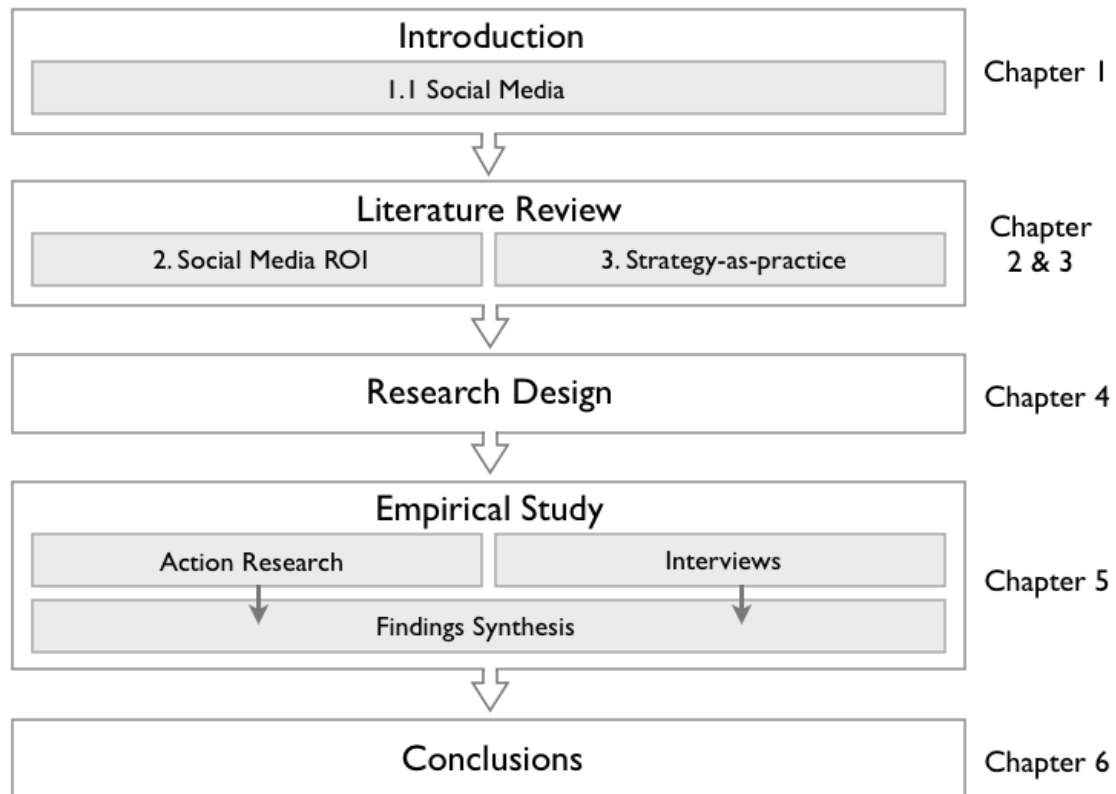 Introduction
1.1 Social Media
Chapter 1
Literature Review
2. Social Media ROI
3. Strategy-as-practice
Chapter
2 & 3
Research Design
Chapter 4
Empirical Study
Action Research
Interviews
Findings Synthesis
Chapter 5
Conclusions
Chapter 6